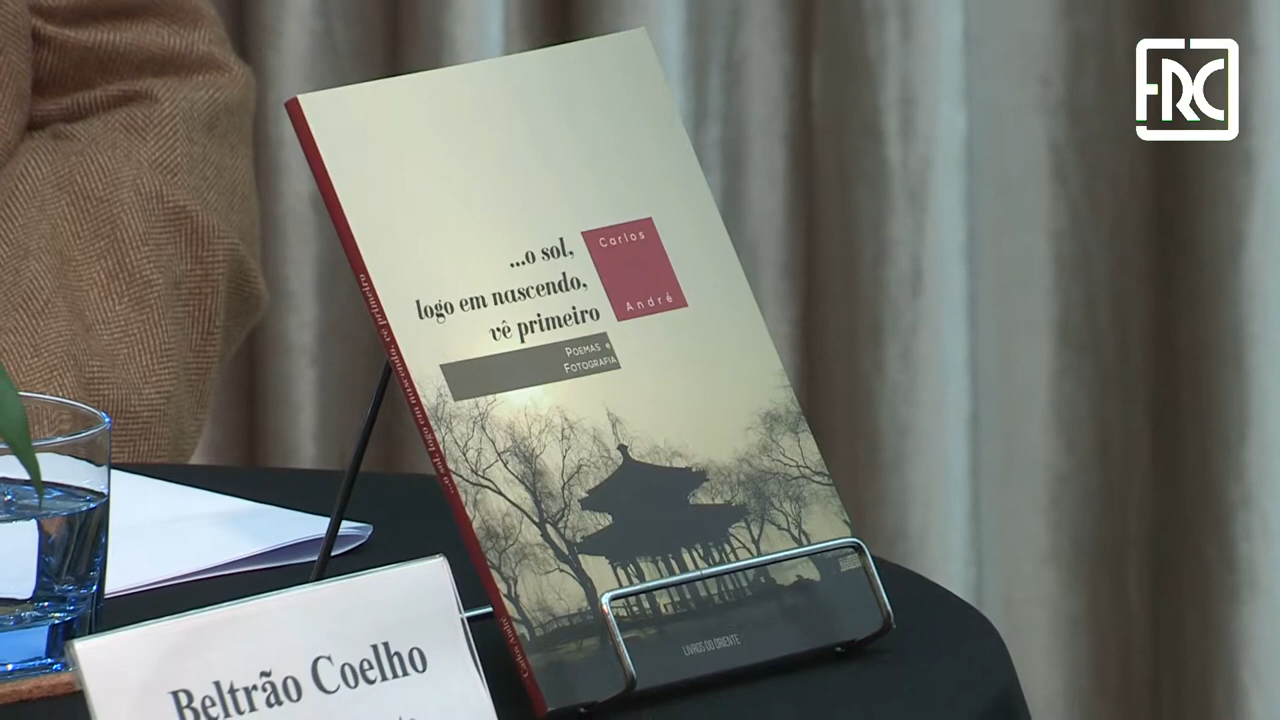 FRC
...o sol,
logo em nascendo,
vê primeiro
Carlos
André
POEMAS e
FOTOGRAFIA
LIVROS DO ORIENTE
Carlos André
...o sol, logo em nascendo, vê primeiro
Beltrão Coelho